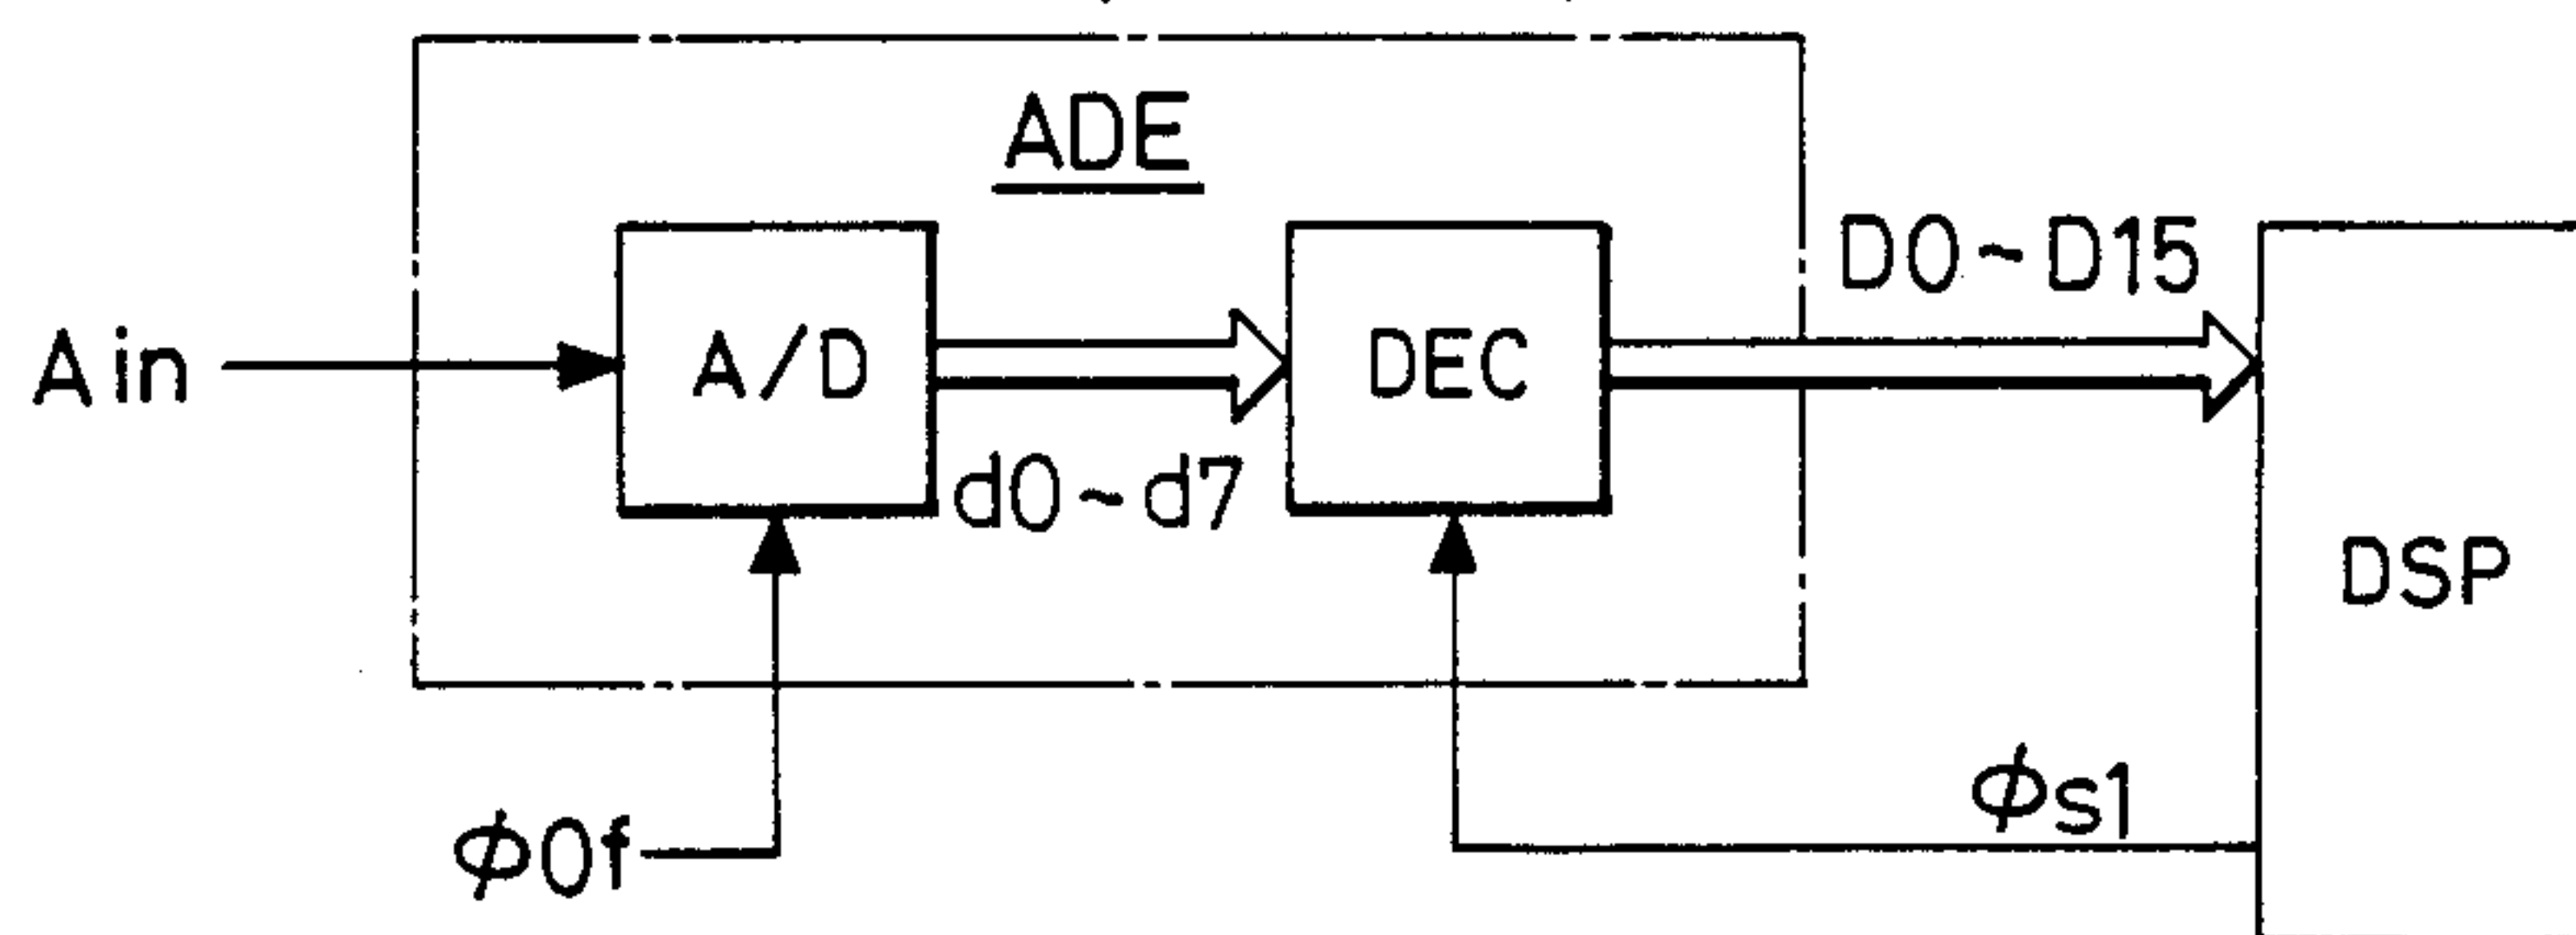 ADE
D0~D15
Ain
A/D
DEC
d0~d7
DSP
ϕs1
ϕ0f